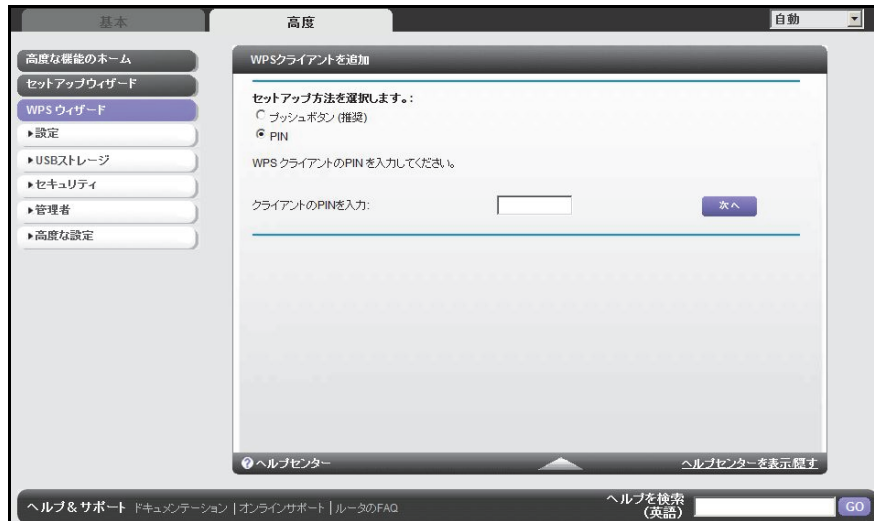 基本
高度
自動
高度な機能のホーム
セットアップウィザード
WPS ウィザード
▶設定
▶USBストレージ
▶セキュリティ
▶管理者
▶高度な設定
WPSクライアントを追加
セットアップ方法を選択します。:
プッシュボタン (推奨)
PIN
WPS クライアントのPIN を入力してください。
クライアントのPINを入力:
次へ
ヘルプセンター
ヘルプセンターを表示/隠す
ヘルプ & サポート ドキュメンテーション | オンラインサポート | ルータのFAQ
ヘルプを検索
(英語)
GO